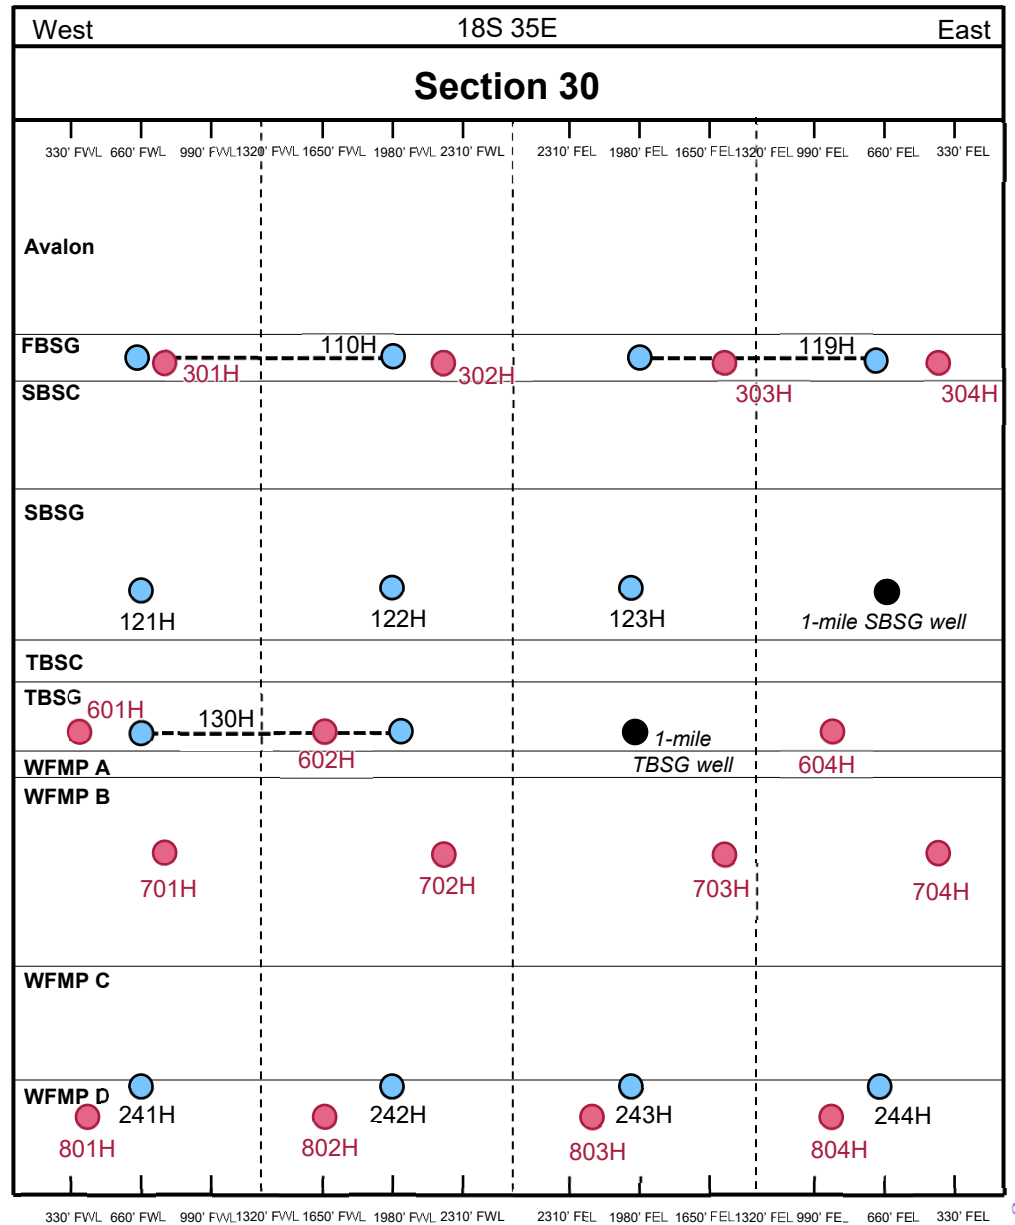 West 18S 35E East
Section 30
330' FWL 660' FWL 990' FWL 1320' FWL 1650' FWL 1980' FWL 2310' FWL 2310' FEL 1980' FEL 1650' FEL 1320' FEL 990' FEL 660' FEL 330' FEL
Avalon
FBSG 110H 119H
301H 302H
SBSC 303H 304H
SBSG
121H 122H 123H 1-mile SBSG well
TBSC
TBSG
601H 130H
1-mile
602H TBSG well 604H
WFMP A
WFMP B
701H 702H 703H 704H
WFMP C
WFMP D
241H 242H 243H 244H
801H 802H 803H 804H
330' FWL 660' FWL 990' FWL 1320' FWL 1650' FWL 1980' FWL 2310' FWL 2310' FEL 1980' FEL 1650' FEL 1320' FEL 990' FEL 660' FEL 330' FEL